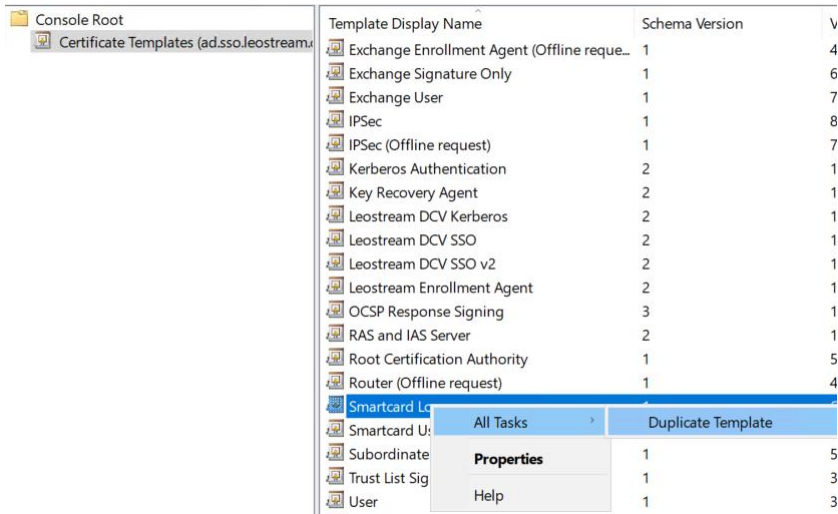 Console Root
Certificate Templates (ad.sso.leostream.
Template Display Name Schema Version
Exchange Enrollment Agent (Offline reque... 1 4
Exchange Signature Only 1 6
Exchange User 1 7
IPSec 1 8
IPSec (Offline request) 1 7
Kerberos Authentication 2 1
Key Recovery Agent 2 1
Leostream DCV Kerberos 2 1
Leostream DCV SSO 2 1
Leostream DCV SSO v2 2 1
Leostream Enrollment Agent 2 1
OCSP Response Signing 3 1
RAS and IAS Server 2 1
Root Certification Authority 1 5
Router (Offline request) 1 4
Smartcard Lo
All Tasks Duplicate Template
Smartcard Us
Subordinate 1 5
Properties
Trust List Sig 1 3
Help
User 1 3